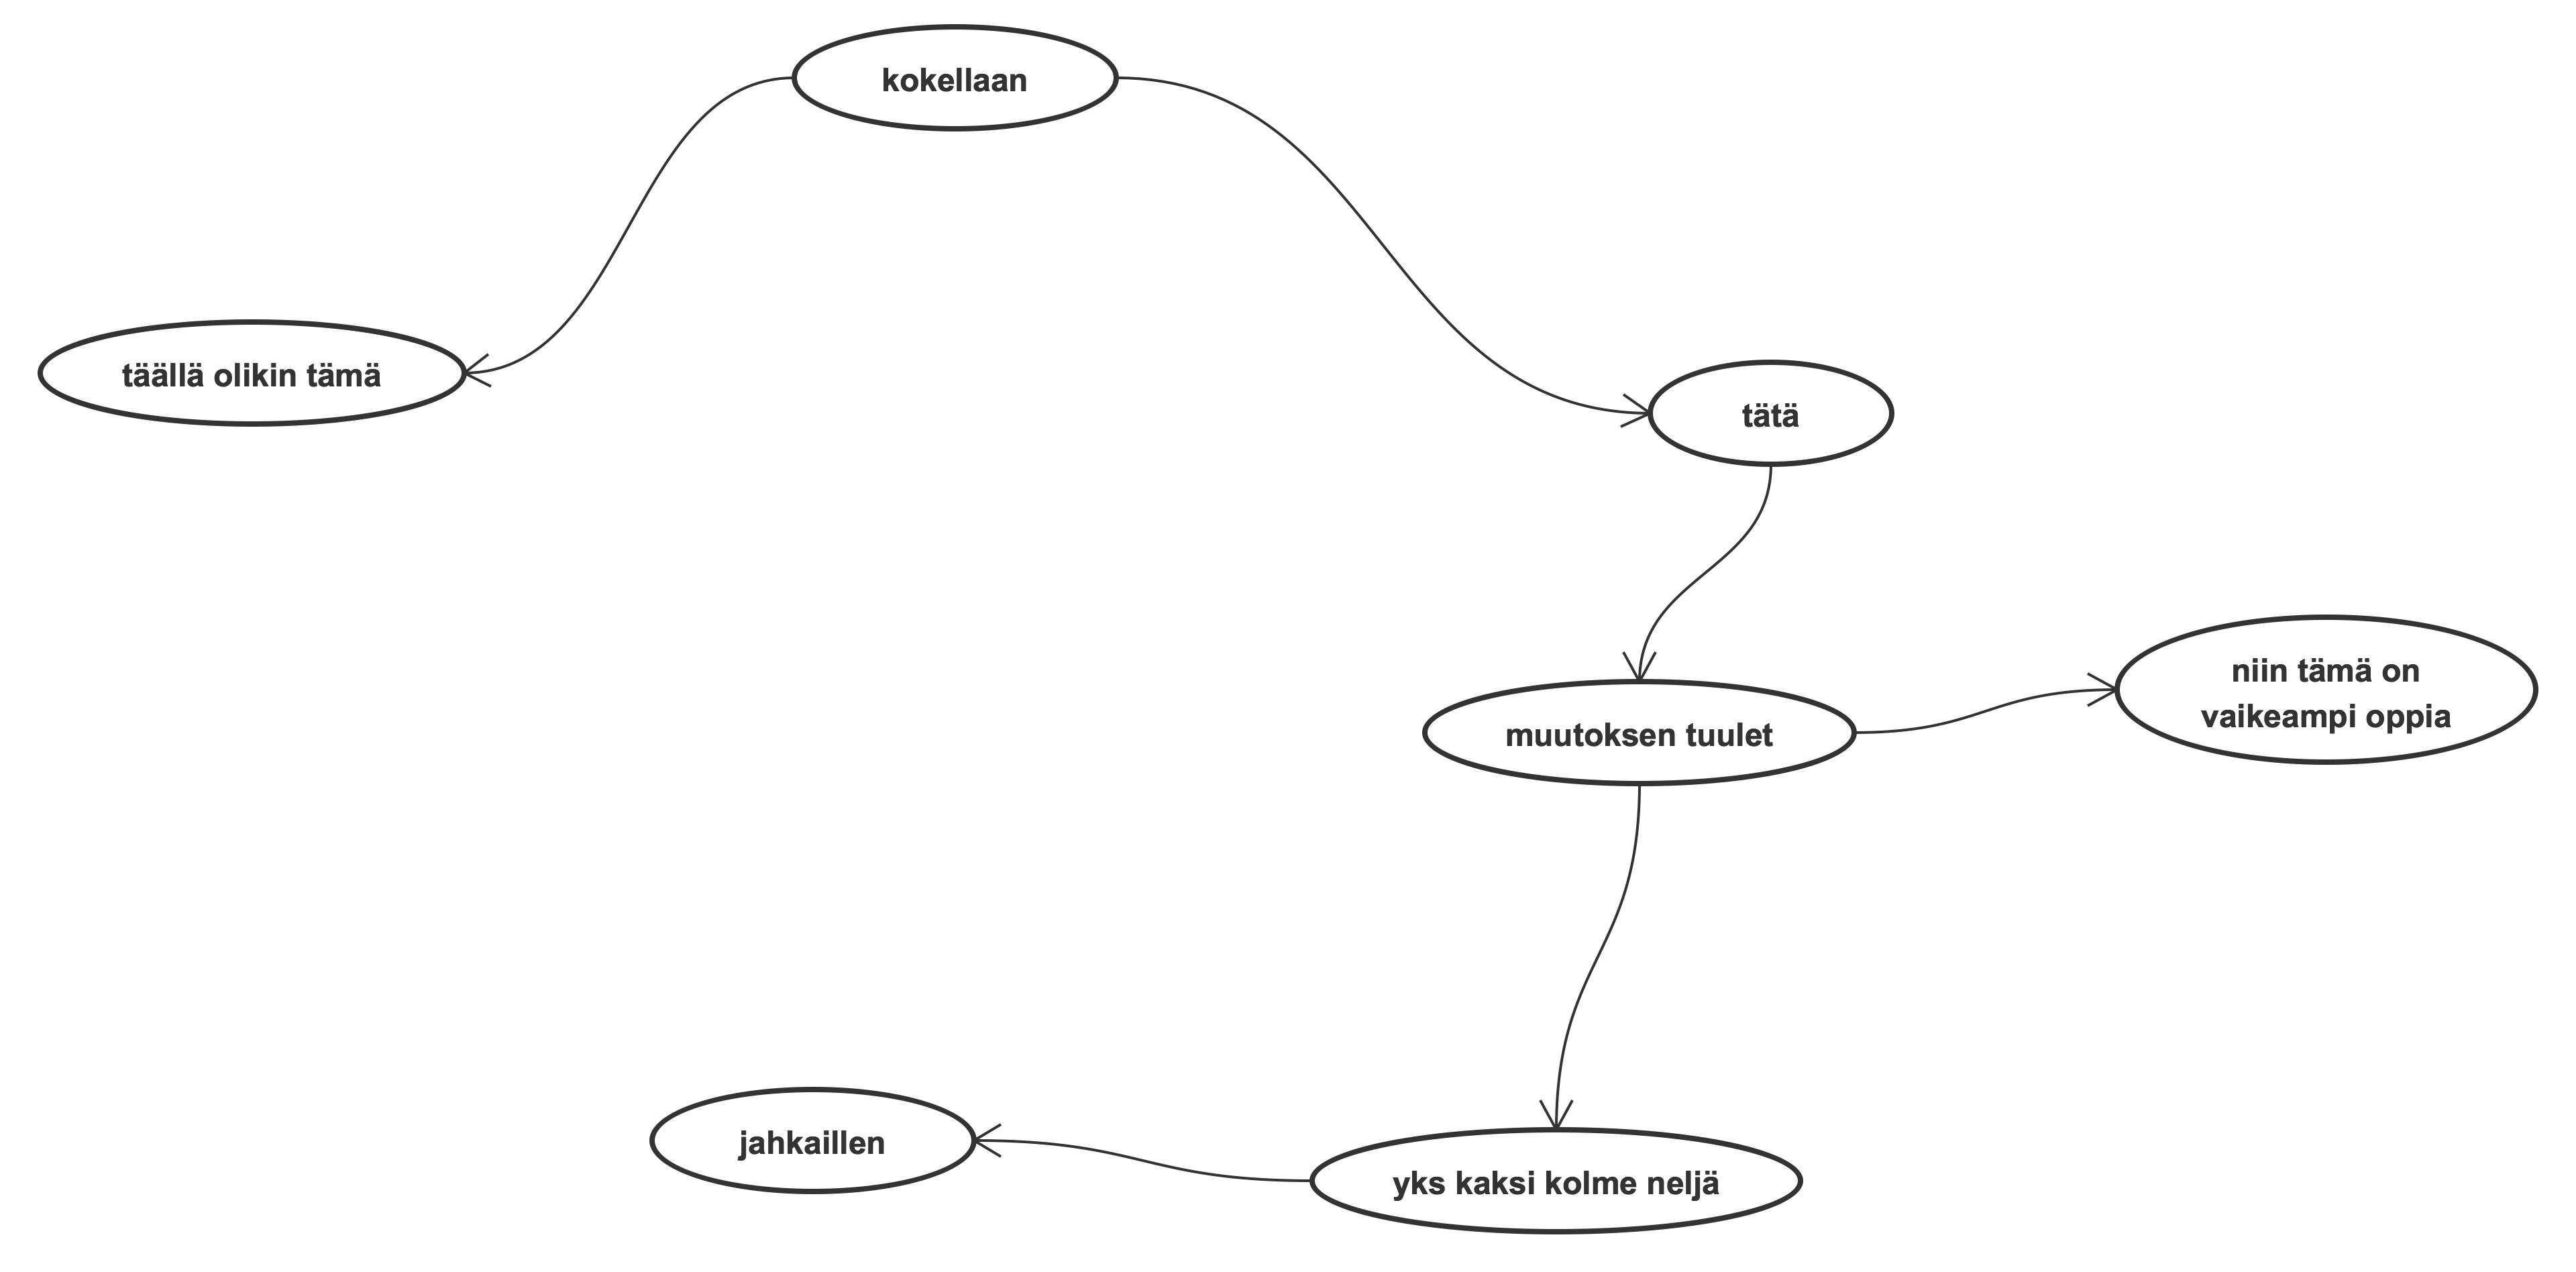 kokellaan
täällä olikin tämä
tätä
niin tämä on
vaikeampi oppia
muutoksen tuulet
jahkaillen
yks kaksi kolme neljä